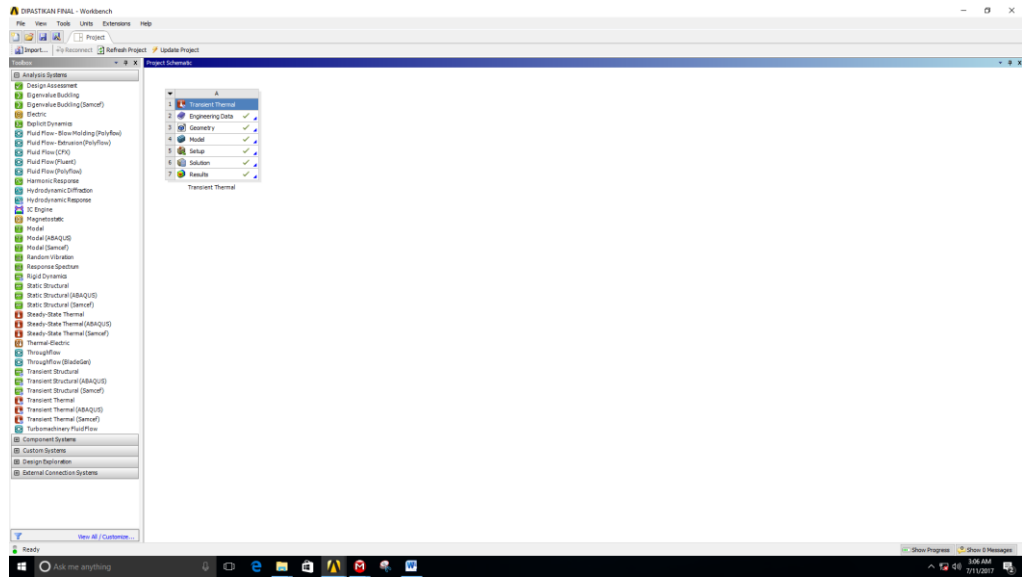 DIPASTIKAN FINAL - Workbench
File View Tools Units Extensions Help
Project
Import... Reconnect Refresh Project Update Project
Toolbox
Project Schematic
Analysis Systems
Design Assessment
Eigenvalue Buckling
Eigenvalue Buckling (Samcef)
Electric
Explicit Dynamics
Fluid Flow - Blow Molding (Polyflow)
Fluid Flow - Extrusion (Polyflow)
Fluid Flow (CFX)
Fluid Flow (Fluent)
Fluid Flow (Polyflow)
Harmonic Response
Hydrodynamic Diffraction
Hydrodynamic Response
IC Engine
Magnetostatic
Modal
Modal (ABAQUS)
Modal (Samcef)
Random Vibration
Response Spectrum
Rigid Dynamics
Static Structural
Static Structural (ABAQUS)
Static Structural (Samcef)
Steady-State Thermal
Steady-State Thermal (ABAQUS)
Steady-State Thermal (Samcef)
Thermal-Electric
Throughflow
Throughflow (BladeGen)
Transient Structural
Transient Structural (ABAQUS)
Transient Structural (Samcef)
Transient Thermal
Transient Thermal (ABAQUS)
Transient Thermal (Samcef)
Turbomachinery Fluid Flow
Component Systems
Custom Systems
Design Exploration
External Connection Systems
View All / Customize...
A
1 Transient Thermal
2 Engineering Data
3 Geometry
4 Model
5 Setup
6 Solution
7 Results
Transient Thermal
Ready
Show Progress Show 0 Messages
Ask me anything
3:06 AM
7/11/2017